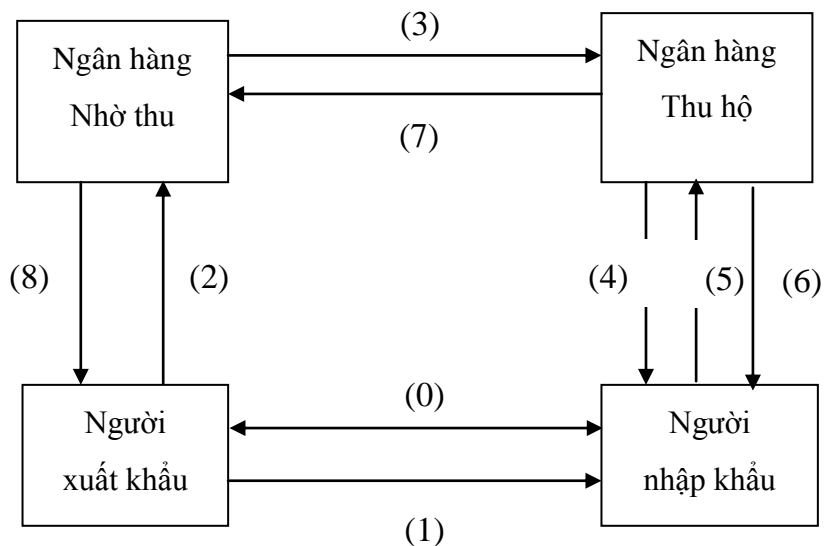 (3)
Ngân hàng
Nhờ thu
Ngân hàng
Thu hộ
(7)
(8)
(2)
(4)
(5)
(6)
(0)
Người
xuất khẩu
Người
nhập khẩu
(1)